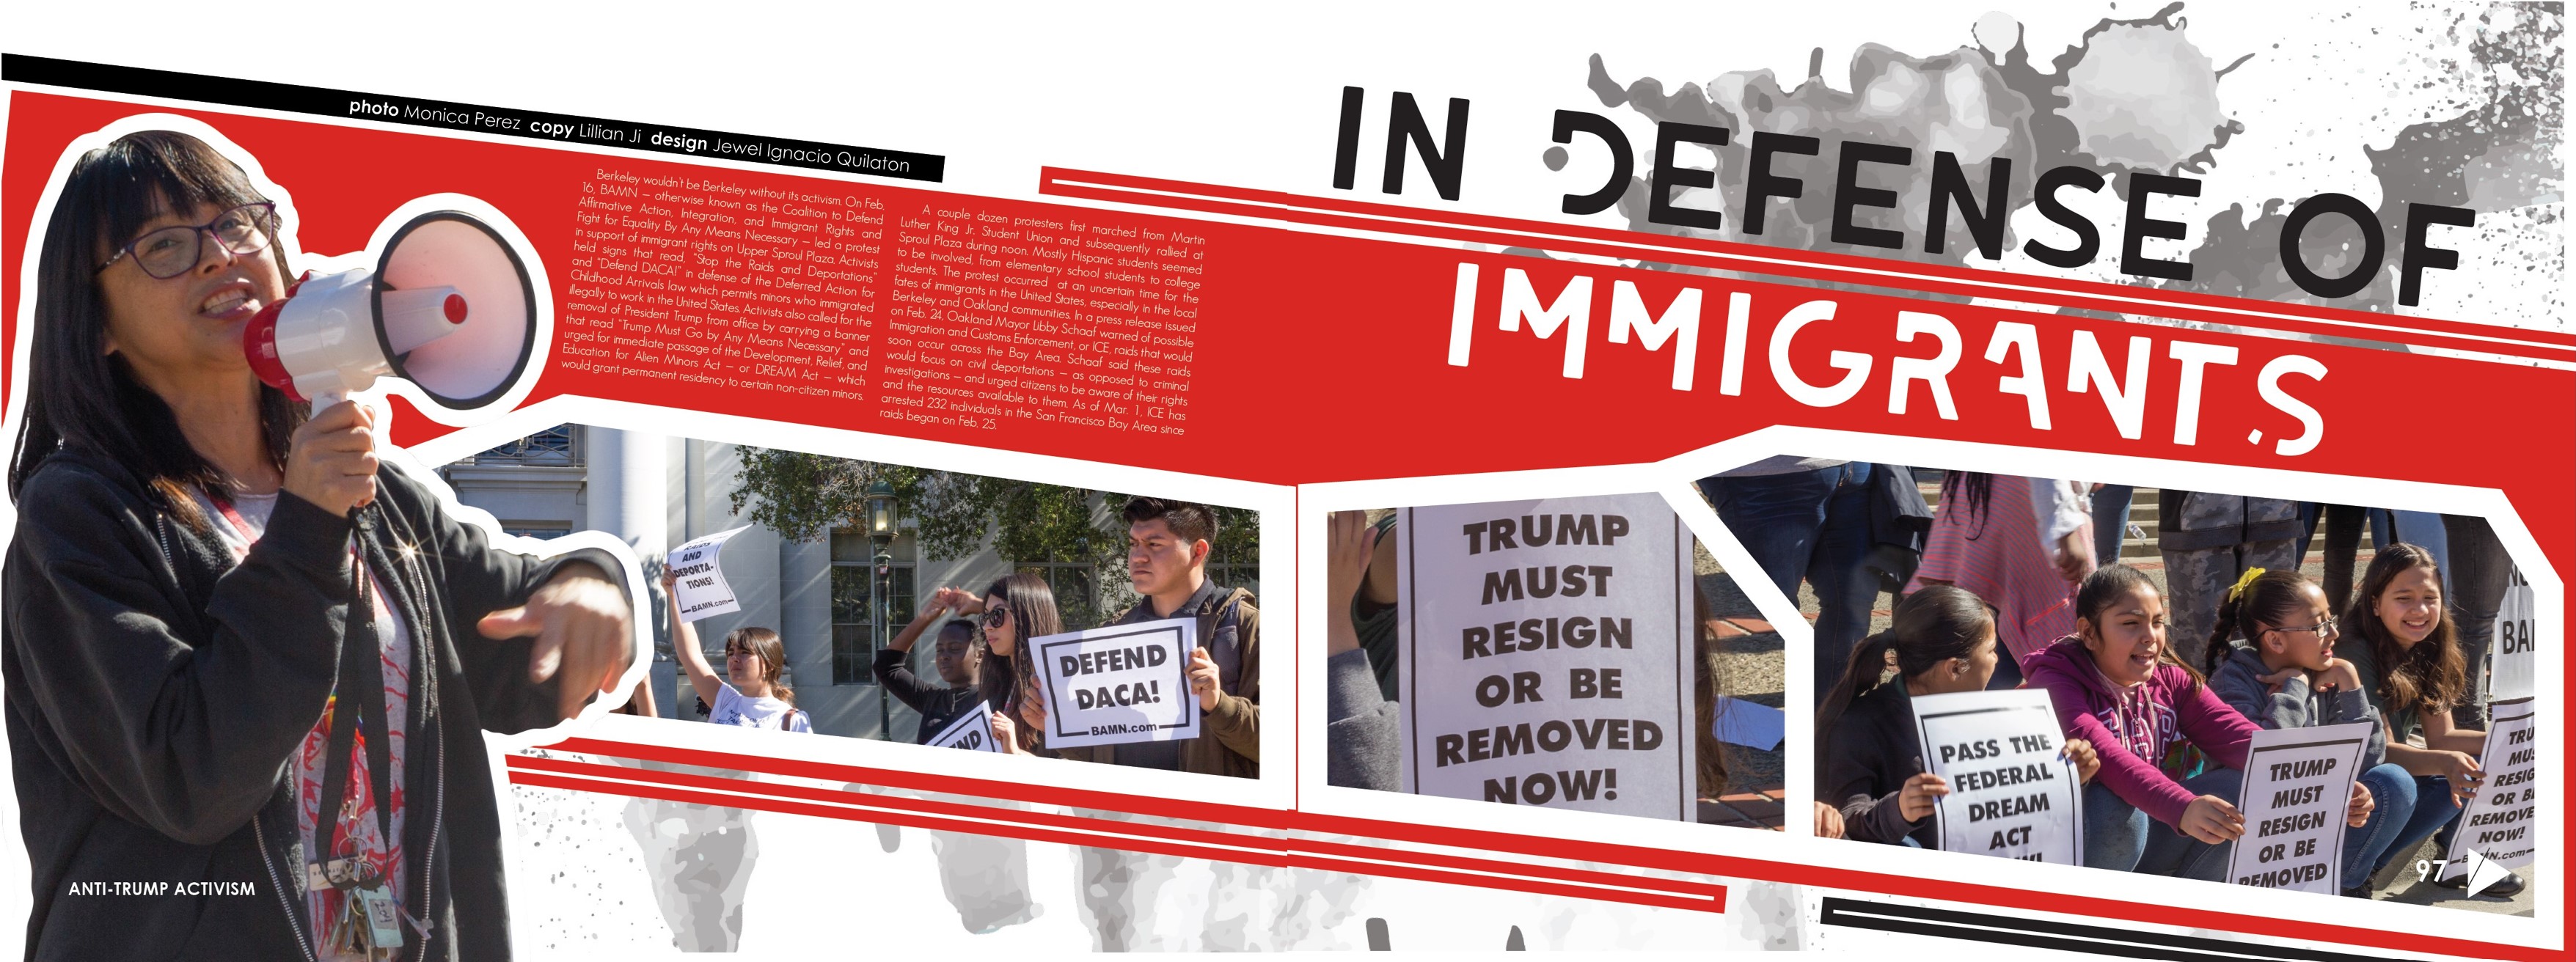 photo Monica Perez copy Lillian Ji design Jewel Ignacio Quilaton
IN DEFENSE OF
IMMIGRANTS
Berkeley wouldn't be Berkeley without its activism. On Feb.
16, BAMN — otherwise known as the Coalition to Defend
Affirmative Action, Integration, and Immigrant Rights and
Fight for Equality By Any Means Necessary — led a protest
in support of immigrant rights on Upper Sproul Plaza. Activists
held signs that read, "Stop the Raids and Deportations"
and "Defend DACA!" in defense of the Deferred Action for
Childhood Arrivals law which permits minors who immigrated
illegally to work in the United States. Activists also called for the
removal of President Trump from office by carrying a banner
that read "Trump Must Go by Any Means Necessary" and
urged for immediate passage of the Development, Relief, and
Education for Alien Minors Act — or DREAM Act — which
would grant permanent residency to certain non-citizen minors.
A couple dozen protesters first marched from Martin
Luther King Jr. Student Union and subsequently rallied at
Sproul Plaza during noon. Mostly Hispanic students seemed
to be involved, from elementary school students to college
students. The protest occurred at an uncertain time for the
fates of immigrants in the United States, especially in the local
Berkeley and Oakland communities. In a press release issued
on Feb. 24, Oakland Mayor Libby Schaaf warned of possible
Immigration and Customs Enforcement, or ICE, raids that would
soon occur across the Bay Area. Schaaf said these raids
would focus on civil deportations — as opposed to criminal
investigations — and urged citizens to be aware of their rights
and the resources available to them. As of Mar. 1, ICE has
arrested 232 individuals in the San Francisco Bay Area since
raids began on Feb. 25.
AND
DEPORTA-
TIONS!
BAMN.com
DEFEND
DACA!
BAMN.com
TRUMP
MUST
RESIGN
OR BE
REMOVED
NOW!
PASS THE
FEDERAL
DREAM
ACT
TRUMP
MUST
RESIGN
OR BE
REMOVED
OR BE
NOW!
ANTI-TRUMP ACTIVISM
97